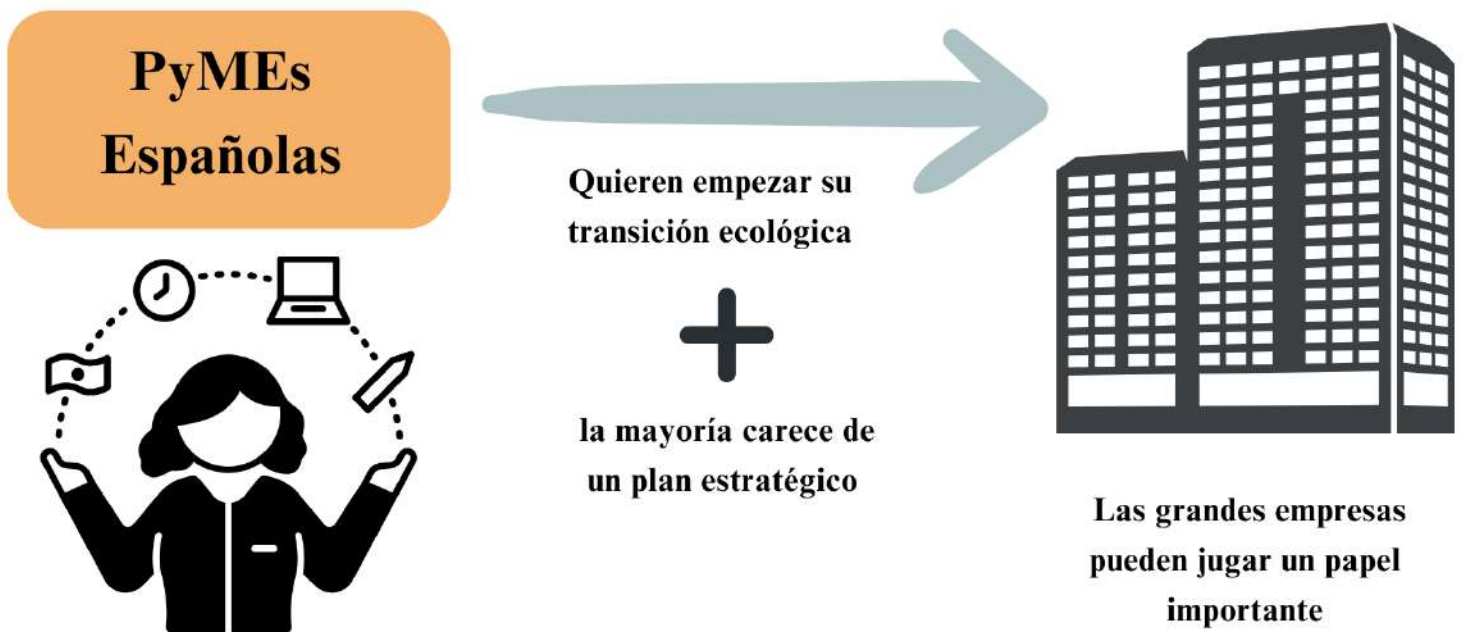 PyMEs
Españolas
Quieren empezar su
transición ecológica
la mayoría carece de
un plan estratégico
Las grandes empresas
pueden jugar un papel
importante